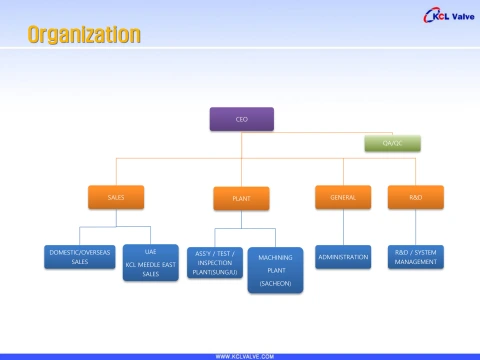 KCL Valve
Organization
CEO
QA/QC
SALES
PLANT
GENERAL
R&D
DOMESTIC/OVERSEAS
SALES
UAE
KCL MEEDLE EAST
SALES
ASS'Y / TEST /
INSPECTION
PLANT(SUNGJU)
MACHINING
PLANT
(SACHEON)
ADMINISTRATION
R&D / SYSTEM
MANAGEMENT
WWW.KCLVALVE.COM